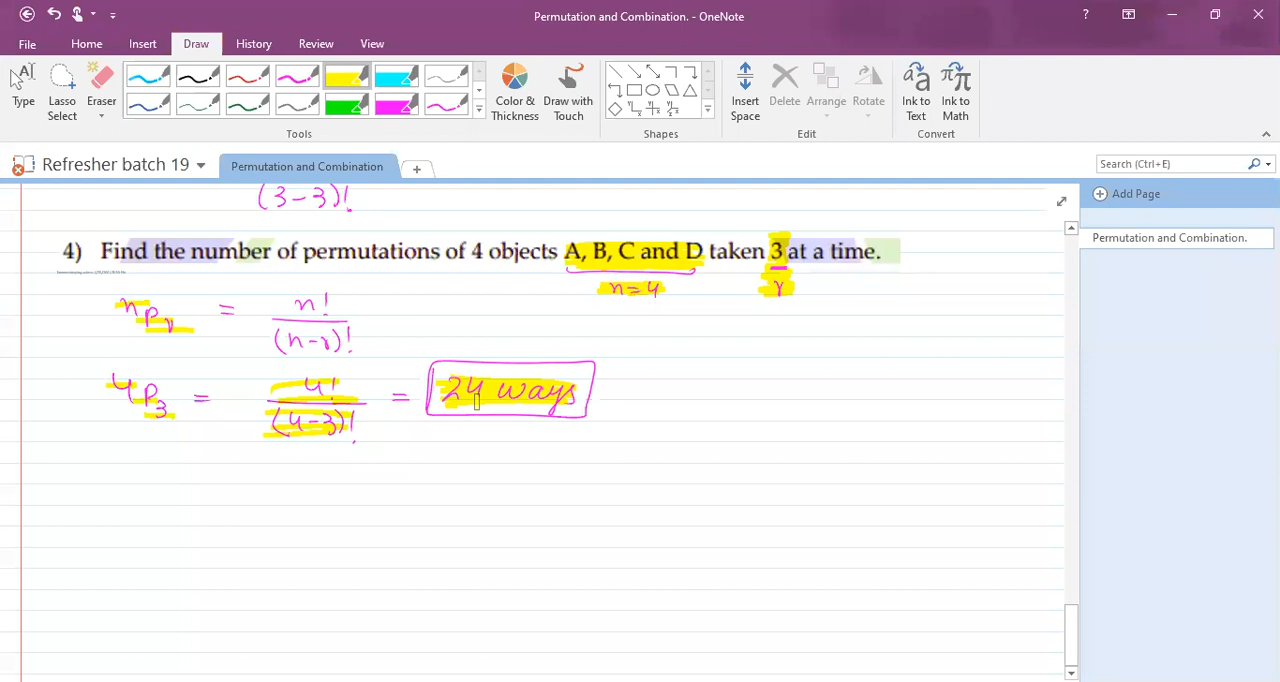 Permutation and Combination. - OneNote
?
File Home Insert Draw History Review View
Type Lasso Select Eraser Color & Thickness Draw with Touch Insert Space Delete Arrange Rotate Ink to Text Ink to Math
Tools Shapes Edit Convert
Refresher batch 19 Permutation and Combination + Search (Ctrl+E)
Add Page
Permutation and Combination.
(3-3)!
4) Find the number of permutations of 4 objects A, B, C and D taken 3 at a time.
n=4 r
nPr = n!
(n-r)!
4P3 = 4! = 24 ways
(4-3)!